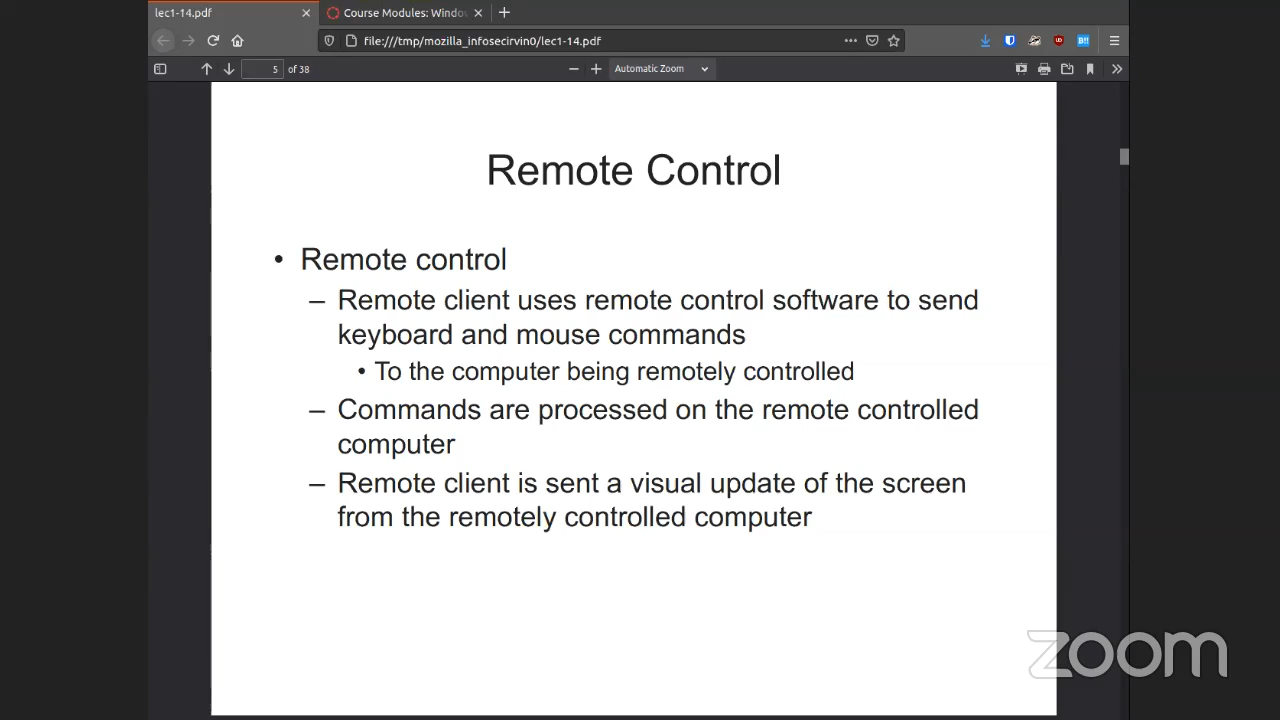 lec1-14.pdf
Course Modules: Windo
file:///tmp/mozilla_infosecirvin0/lec1-14.pdf
5 of 38
Automatic Zoom
Remote Control
• Remote control
– Remote client uses remote control software to send
keyboard and mouse commands
• To the computer being remotely controlled
– Commands are processed on the remote controlled
computer
– Remote client is sent a visual update of the screen
from the remotely controlled computer
zoom